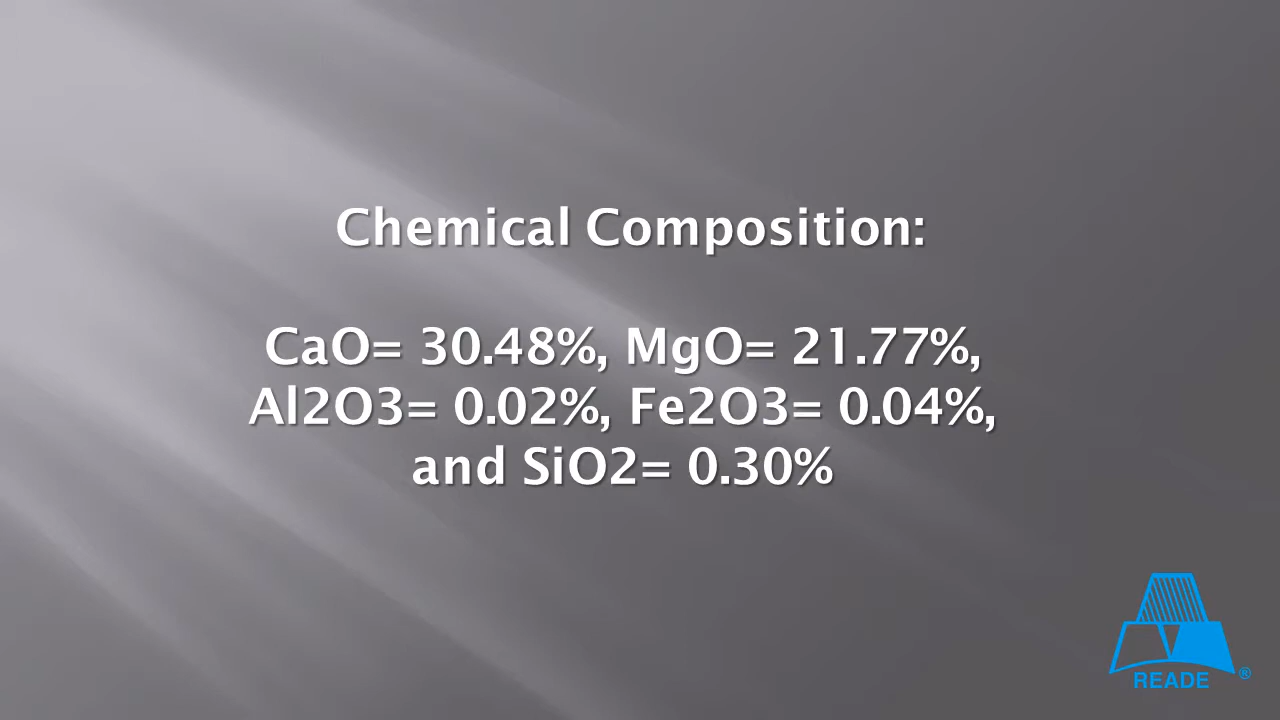 Chemical Composition:
CaO= 30.48%, MgO= 21.77%,
Al2O3= 0.02%, Fe2O3= 0.04%,
and SiO2= 0.30%
READE ®